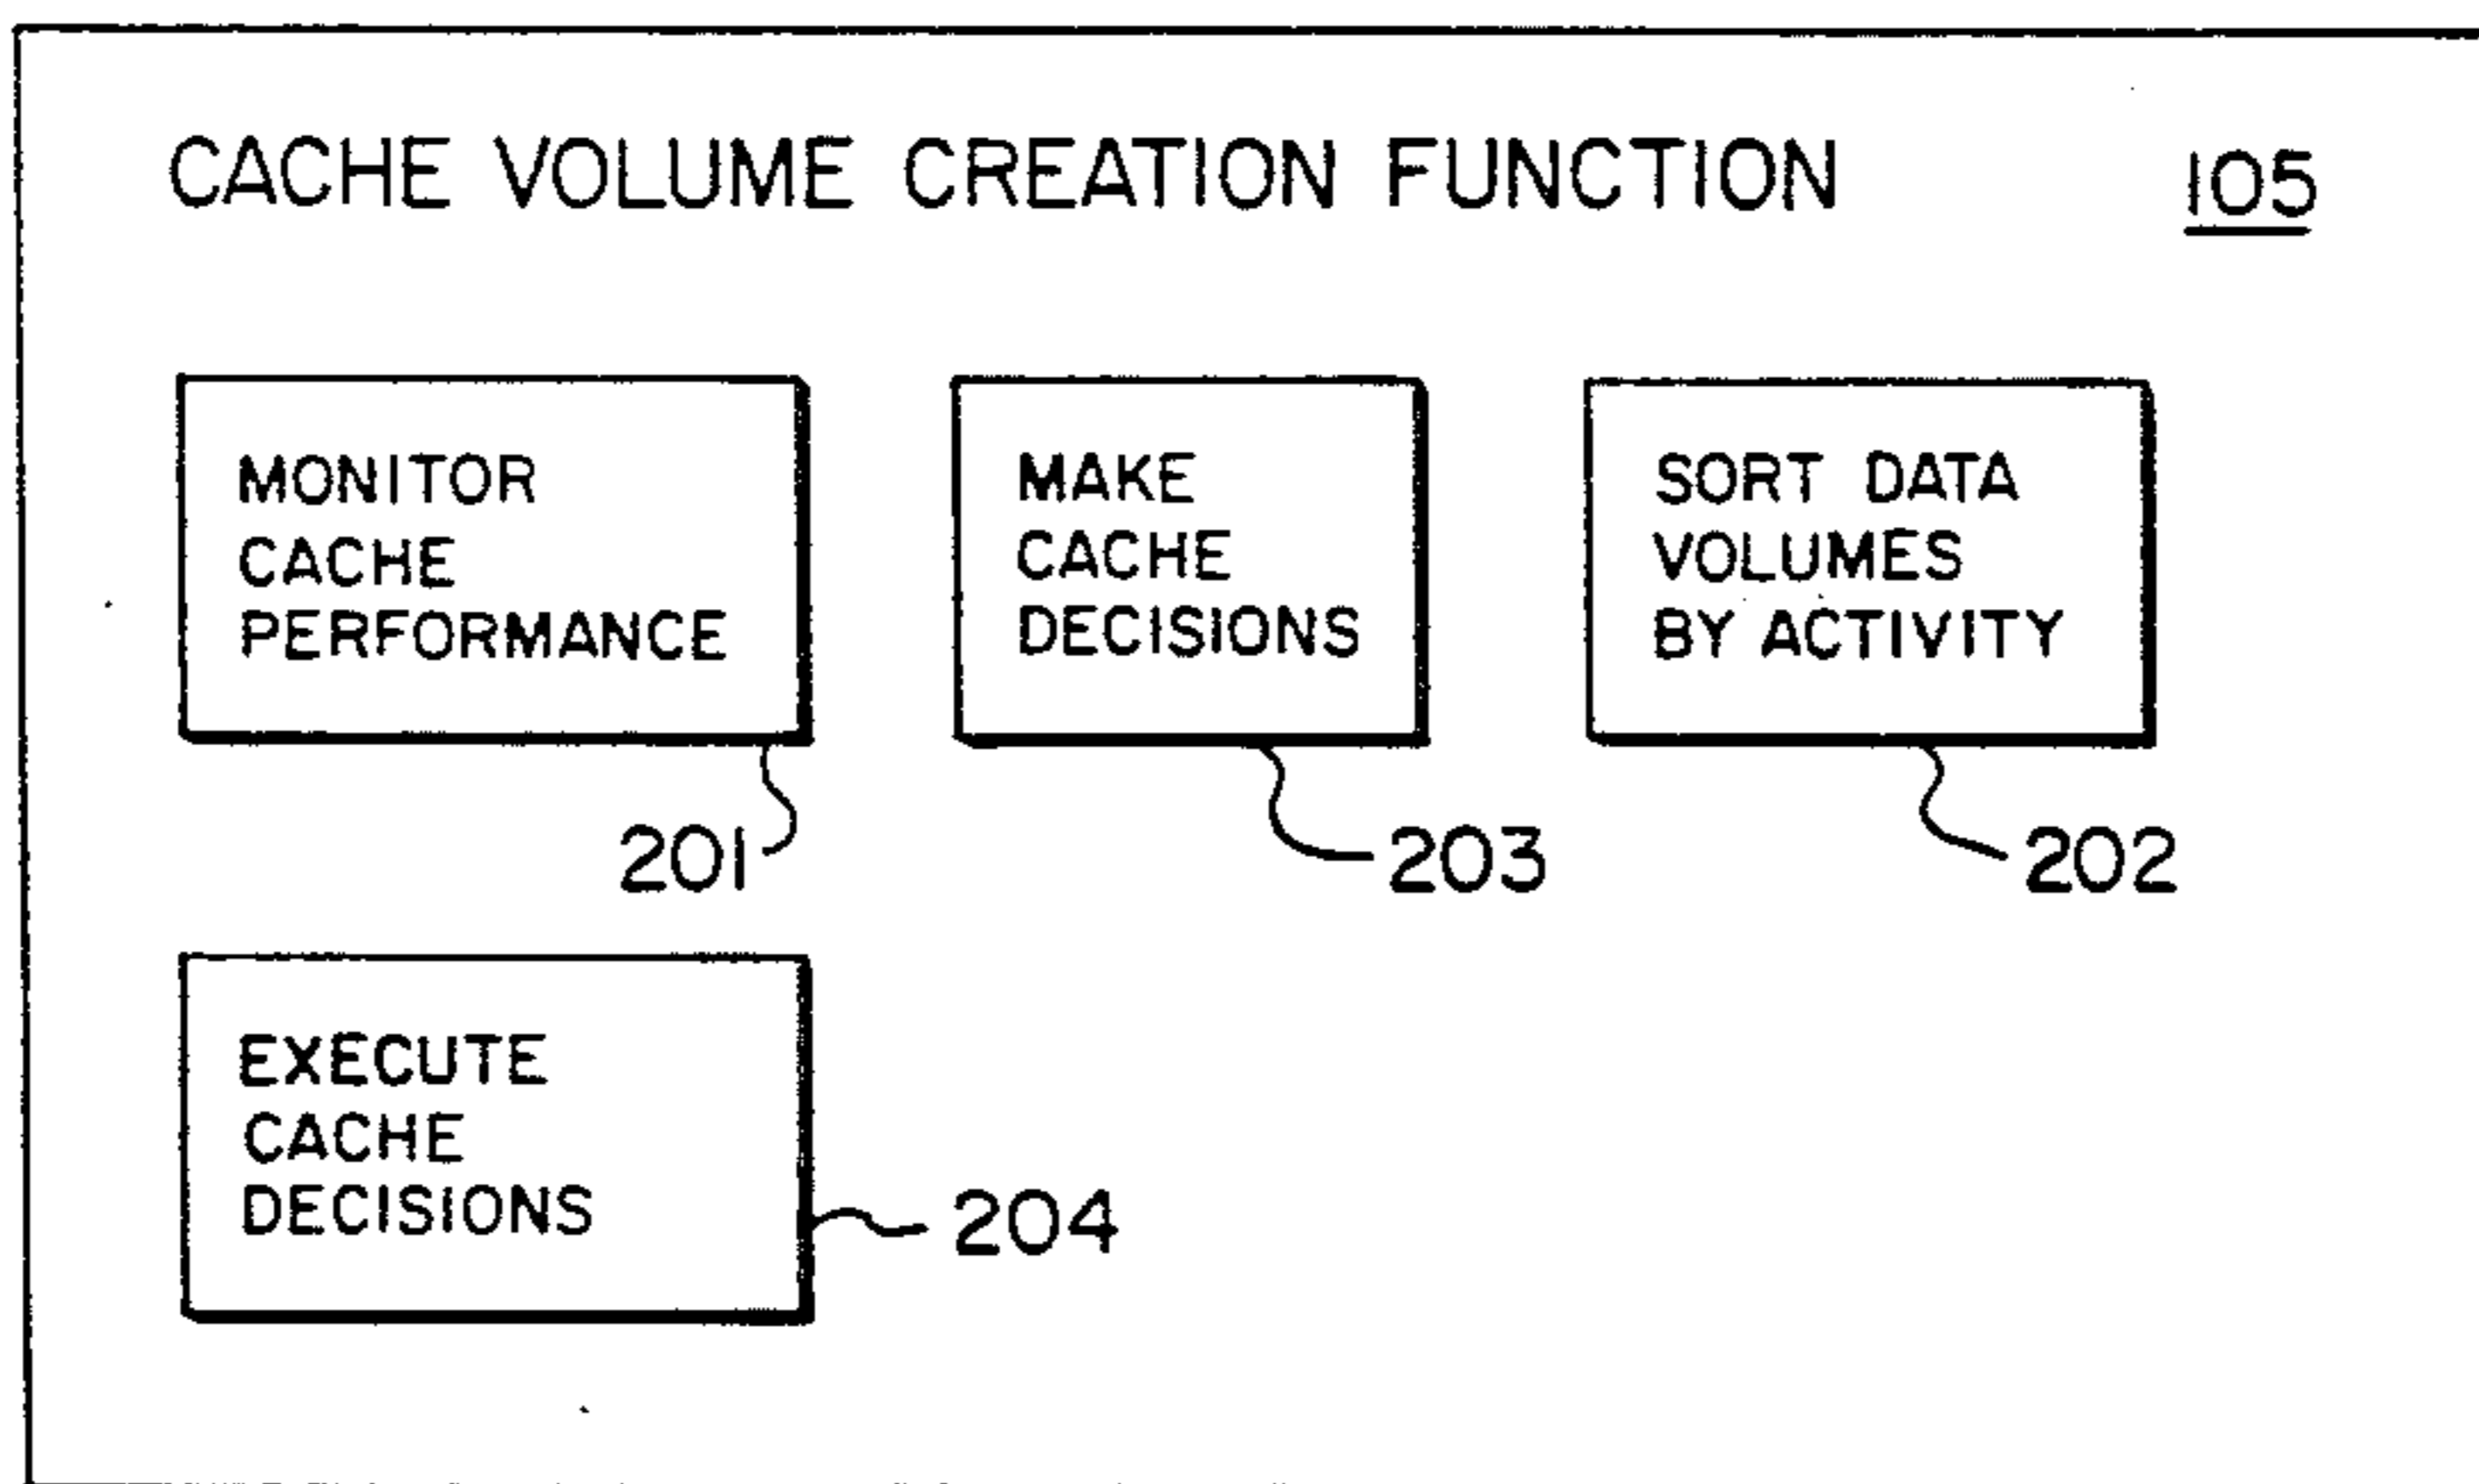 CACHE VOLUME CREATION FUNCTION 105
MONITOR
CACHE
PERFORMANCE
201
MAKE
CACHE
DECISIONS
203
SORT DATA
VOLUMES
BY ACTIVITY
202
EXECUTE
CACHE
DECISIONS
204